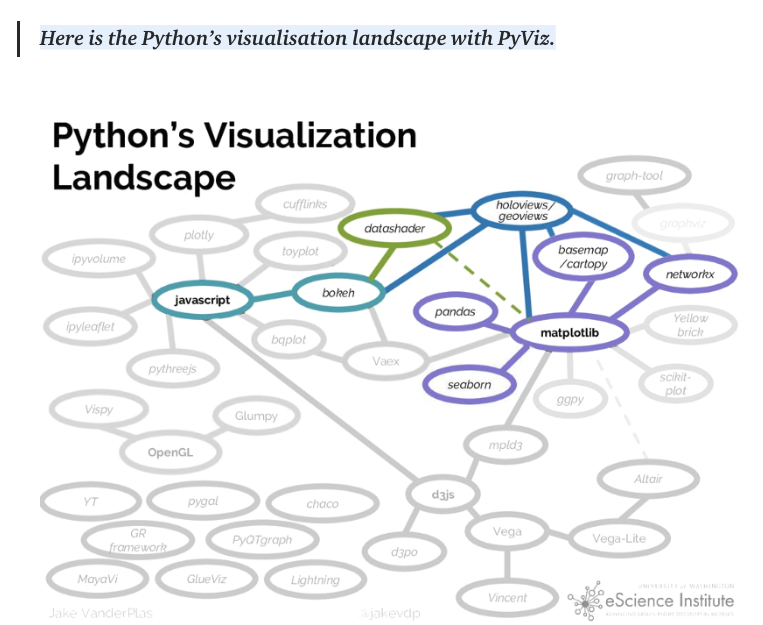 Here is the Python's visualisation landscape with PyViz.
Python's Visualization
Landscape
graph-tool
cufflinks
holoviews/
geoviews
graphviz
datashader
plotly
toyplot
basemap
/cartopy
ipyvolume
networkx
javascript
bokeh
pandas
matplotlib
Yellow
brick
ipyleaflet
bqplot
Vaex
pythreejs
seaborn
scikit-
plot
ggpy
Vispy
Glumpy
OpenGL
mpld3
Altair
d3js
YT
pygal
chaco
GR
framework
PyQTgraph
Vega
Vega-Lite
d3po
MayaVi
GlueViz
Lightning
Vincent
UNIVERSITY of WASHINGTON
eScience Institute
Jake VanderPlas
@jakevdp